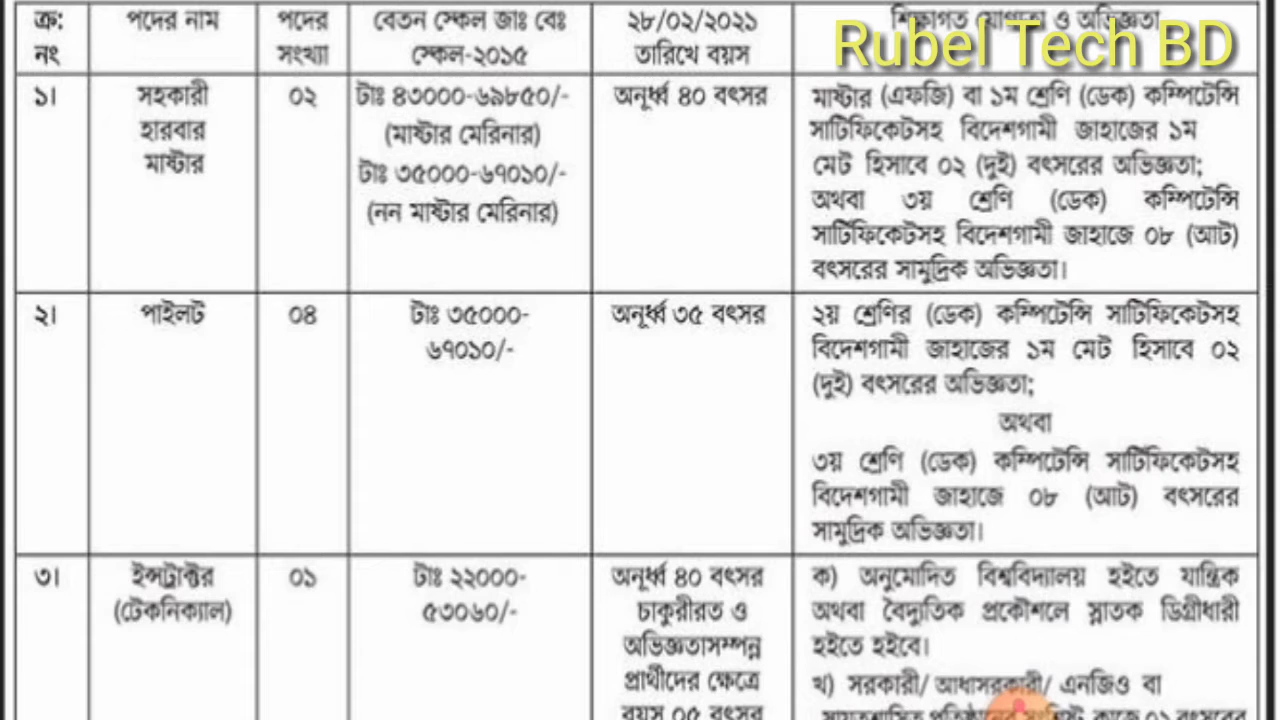 ক্র: নং
পদের নাম
পদের সংখ্যা
বেতন স্কেল জাঃ বেঃ
স্কেল-২০১৫
২৮/০২/২০২১
তারিখে বয়স
শিক্ষাগত যোগ্যতা ও অভিজ্ঞতা
Rubel Tech BD
১।
সহকারী
হারবার
মাষ্টার
০২
টাঃ ৪৩০০০-৬৯৮৫০/-
(মাষ্টার মেরিনার)
টাঃ ৩৫০০০-৬৭০১০/-
(নন মাষ্টার মেরিনার)
অনূর্ধ্ব ৪০ বৎসর
মাষ্টার (এফজি) বা ১ম শ্রেণি (ডেক) কম্পিটেন্সি
সার্টিফিকেটসহ বিদেশগামী জাহাজের ১ম
মেট হিসাবে ০২ (দুই) বৎসরের অভিজ্ঞতা;
অথবা ৩য় শ্রেণি (ডেক) কম্পিটেন্সি
সার্টিফিকেটসহ বিদেশগামী জাহাজে ০৮ (আট)
বৎসরের সামুদ্রিক অভিজ্ঞতা।
২।
পাইলট
০৪
টাঃ ৩৫০০০-
৬৭০১০/-
অনূর্ধ্ব ৩৫ বৎসর
২য় শ্রেণির (ডেক) কম্পিটেন্সি সার্টিফিকেটসহ
বিদেশগামী জাহাজের ১ম মেট হিসাবে ০২
(দুই) বৎসরের অভিজ্ঞতা;
অথবা
৩য় শ্রেণি (ডেক) কম্পিটেন্সি সার্টিফিকেটসহ
বিদেশগামী জাহাজে ০৮ (আট) বৎসরের
সামুদ্রিক অভিজ্ঞতা।
৩।
ইন্সট্রাক্টর
(টেকনিক্যাল)
০১
টাঃ ২২০০০-
৫৩০৬০/-
অনূর্ধ্ব ৪০ বৎসর
চাকুরীরত ও
অভিজ্ঞতাসম্পন্ন
প্রার্থীদের ক্ষেত্রে
বয়স ০৫ বৎসর
ক) অনুমোদিত বিশ্ববিদ্যালয় হইতে যান্ত্রিক
অথবা বৈদ্যুতিক প্রকৌশলে স্নাতক ডিগ্রীধারী
হইতে হইবে।
খ) সরকারী/ আধাসরকারী/ এনজিও বা